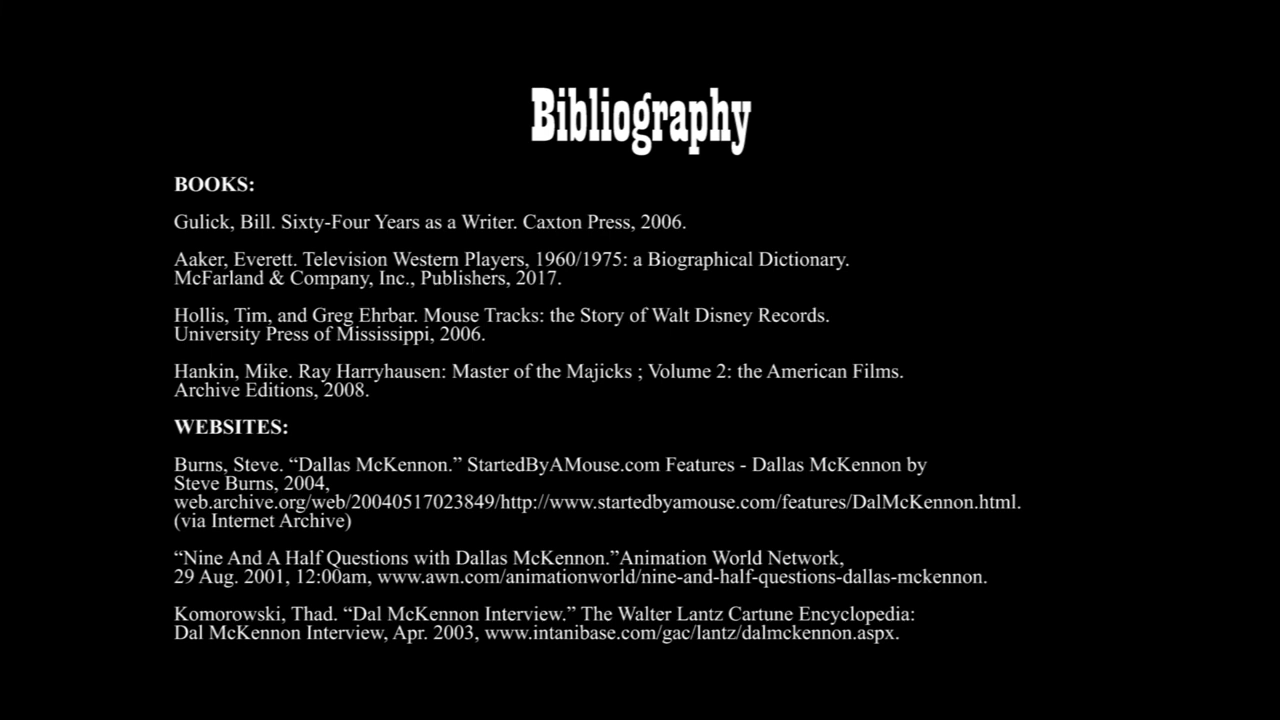 Bibliography
BOOKS:
Gulick, Bill. Sixty-Four Years as a Writer. Caxton Press, 2006.
Aaker, Everett. Television Western Players, 1960/1975: a Biographical Dictionary.
McFarland & Company, Inc., Publishers, 2017.
Hollis, Tim, and Greg Ehrbar. Mouse Tracks: the Story of Walt Disney Records.
University Press of Mississippi, 2006.
Hankin, Mike. Ray Harryhausen: Master of the Majicks ; Volume 2: the American Films.
Archive Editions, 2008.
WEBSITES:
Burns, Steve. “Dallas McKennon.” StartedByAMouse.com Features - Dallas McKennon by
Steve Burns, 2004,
web.archive.org/web/20040517023849/http://www.startedbyamouse.com/features/DalMcKennon.html.
(via Internet Archive)
“Nine And A Half Questions with Dallas McKennon.”Animation World Network,
29 Aug. 2001, 12:00am, www.awn.com/animationworld/nine-and-half-questions-dallas-mckennon.
Komorowski, Thad. “Dal McKennon Interview.” The Walter Lantz Cartune Encyclopedia:
Dal McKennon Interview, Apr. 2003, www.intanibase.com/gac/lantz/dalmckennon.aspx.